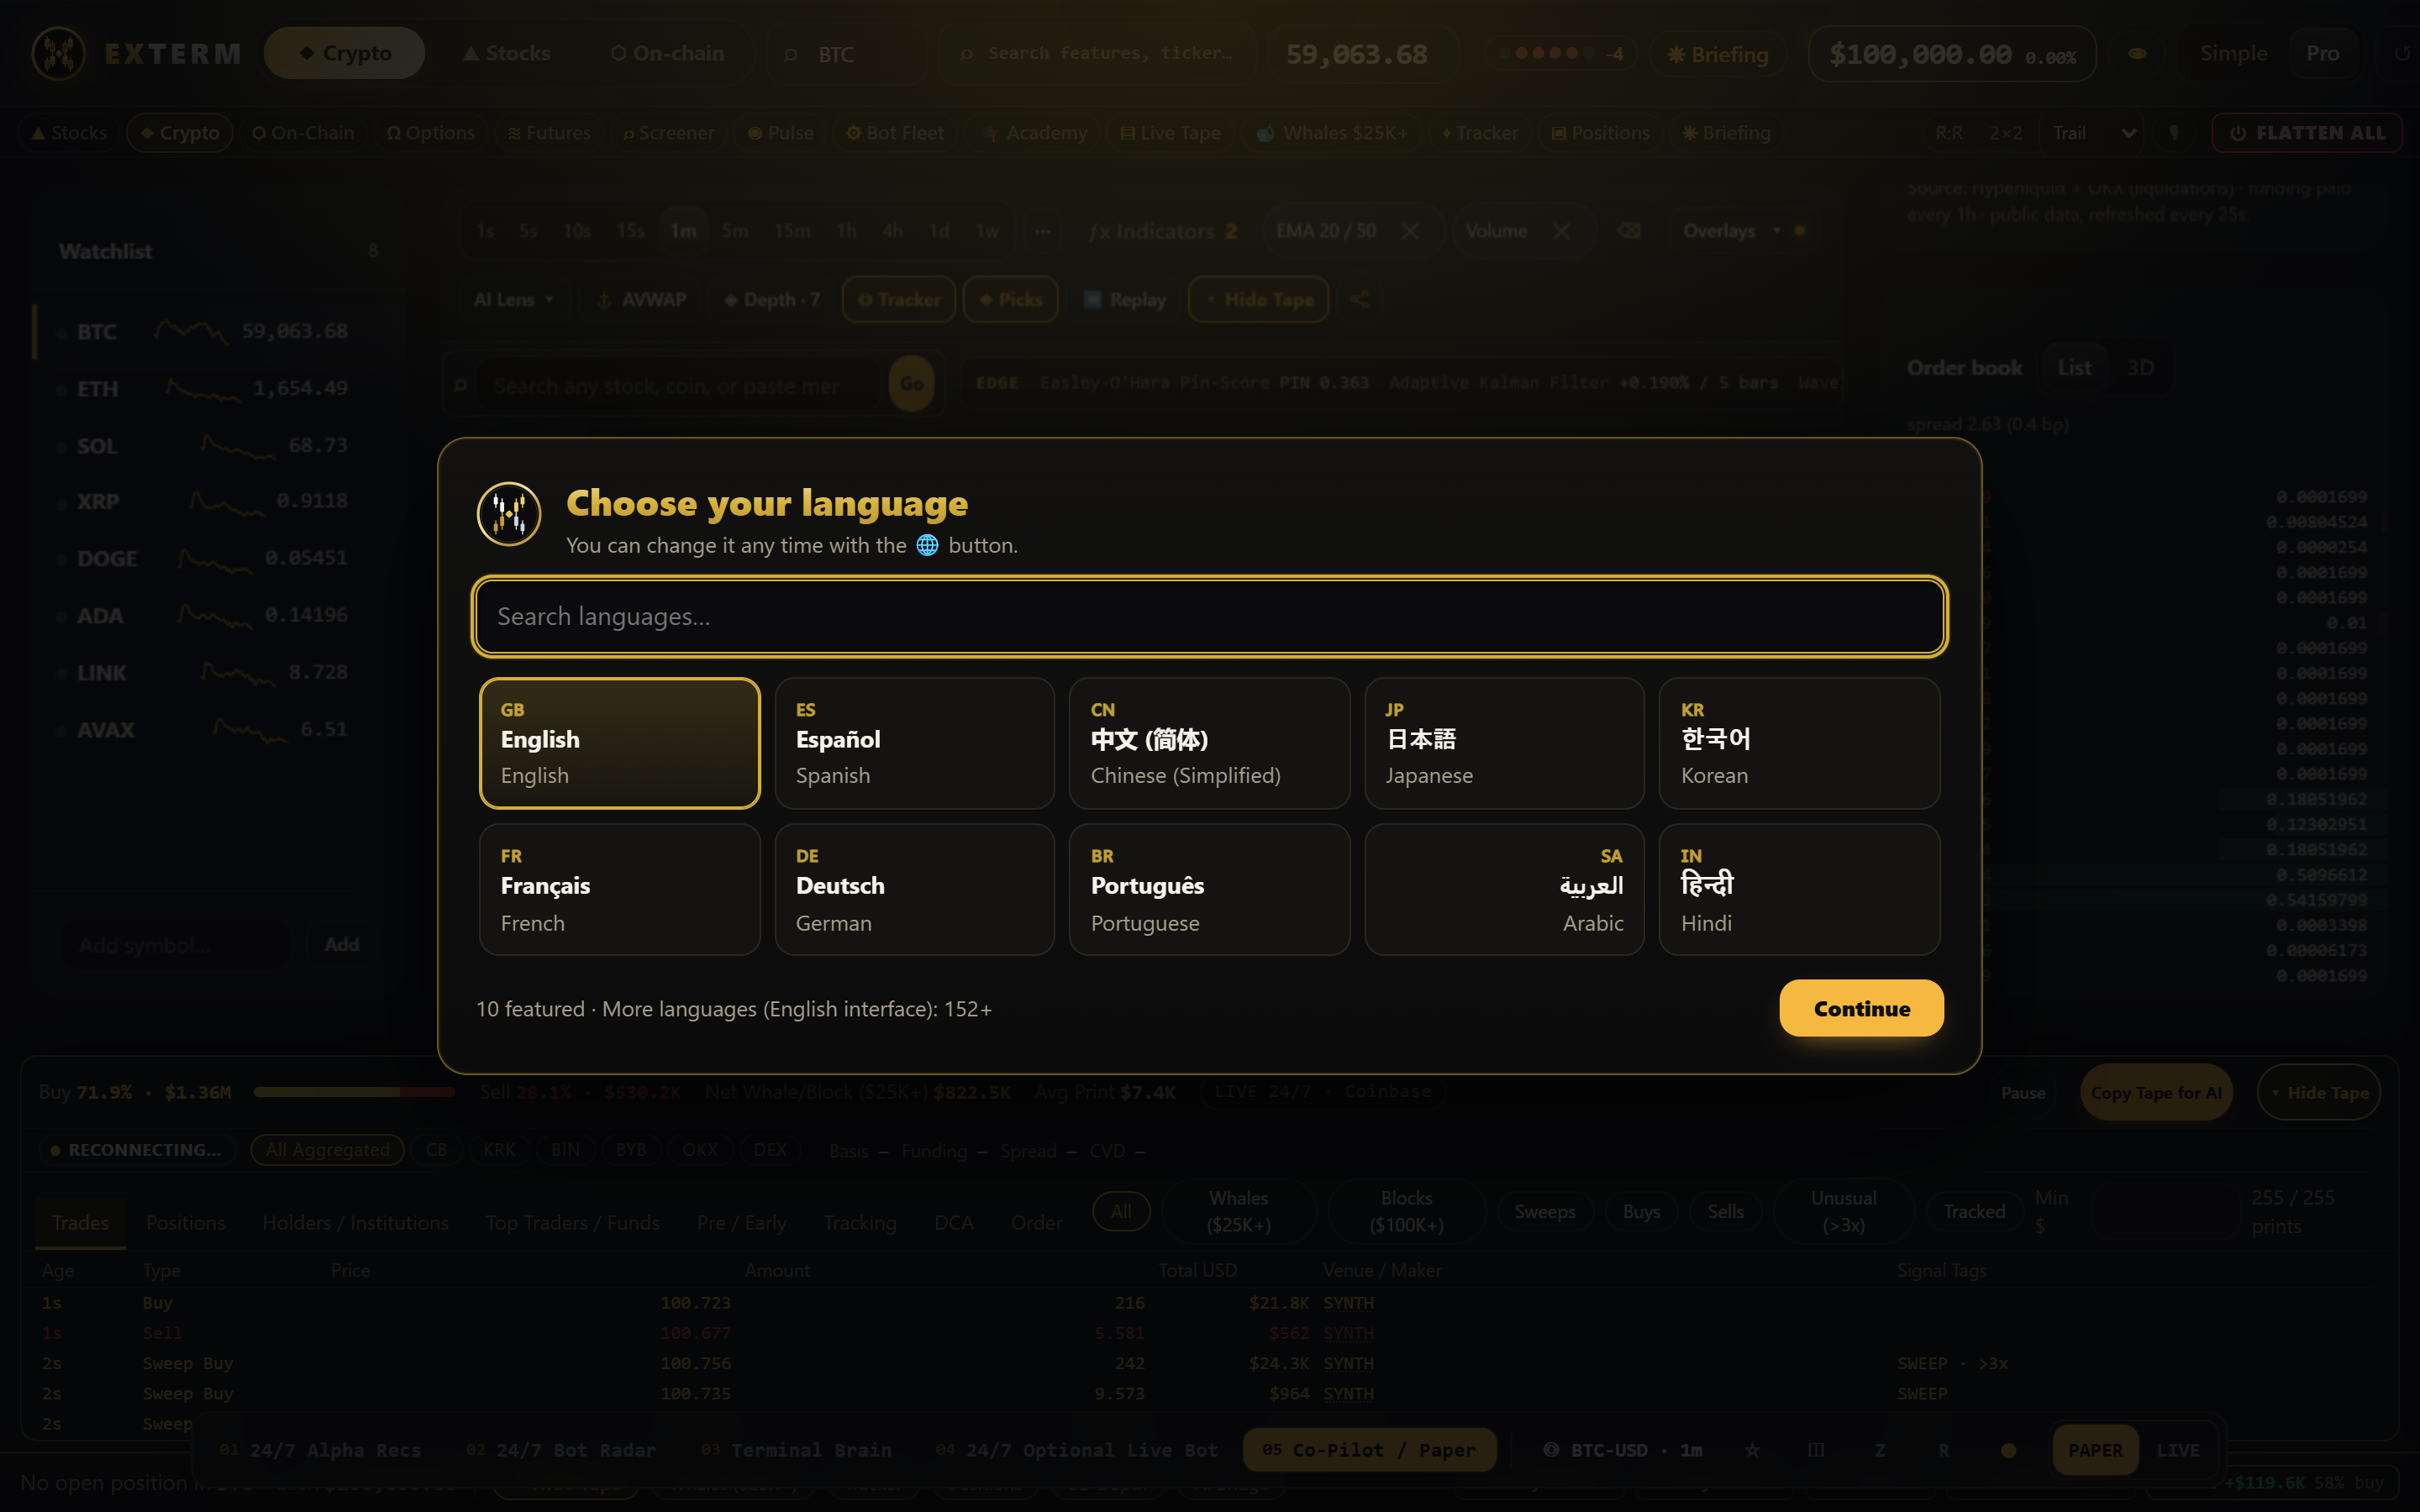 EXTERM
Crypto
Stocks
On-chain
BTC
Search features, ticker...
59,063.68
-4
Briefing
$100,000.00 0.00%
Simple
Pro
Stocks
Crypto
On-Chain
Options
Futures
Screener
Pulse
Bot Fleet
Academy
Live Tape
Whales $25K+
Tracker
Positions
Briefing
R:R
2×2
Trail
FLATTEN ALL
Watchlist
8
BTC 59,063.68
ETH 1,654.49
SOL 68.73
XRP 0.9118
DOGE 0.05451
ADA 0.14196
LINK 8.728
AVAX 6.51
Add symbol...
Add
1s 5s 10s 15s 1m 5m 15m 1h 4h 1d 1w
ƒx Indicators 2
EMA 20 / 50
Volume
Overlays
AI Lens
AVWAP
Depth · 7
Tracker
Picks
Replay
Hide Tape
Search any stock, coin, or paste mer
Go
EDGE Easley-O'Hara Pin-Score PIN 0.363 Adaptive Kalman Filter +0.190% / 5 bars Wave
Source: Hyperliquid + OKX (liquidations) · funding paid
every 1h · public data, refreshed every 25s.
Order book
List
3D
spread 2.63 (0.4 bp)
0.0001699
0.00804524
0.0000254
0.0001699
0.0001699
0.01
0.0001699
0.0001699
0.0001699
0.0001699
0.0001699
0.0001699
0.18051962
0.12302951
0.18051962
0.5096612
0.54159799
0.0003398
0.00006173
0.0001699
Choose your language
You can change it any time with the button.
Search languages...
GB
English
English
ES
Español
Spanish
CN
中文 (简体)
Chinese (Simplified)
JP
日本語
Japanese
KR
한국어
Korean
FR
Français
French
DE
Deutsch
German
BR
Português
Portuguese
SA
العربية
Arabic
IN
हिन्दी
Hindi
10 featured · More languages (English interface): 152+
Continue
Buy 71.9% · $1.36M
Sell 28.1% · $530.2K
Net Whale/Block ($25K+) $822.5K
Avg Print $7.4K
LIVE 24/7 · Coinbase
Pause
Copy Tape for AI
Hide Tape
RECONNECTING...
All Aggregated
CB
KRK
BIN
BYB
OKX
DEX
Basis — Funding — Spread — CVD —
Trades
Positions
Holders / Institutions
Top Traders / Funds
Pre / Early
Tracking
DCA
Order
All
Whales
($25K+)
Blocks
($100K+)
Sweeps
Buys
Sells
Unusual
(>3x)
Tracked
Min
$
255 / 255
prints
Age Type Price Amount Total USD Venue / Maker Signal Tags
1s Buy 100.723 216 $21.8K SYNTH
1s Sell 100.677 5.581 $562 SYNTH
2s Sweep Buy 100.756 242 $24.3K SYNTH SWEEP · >3x
2s Sweep Buy 100.735 9.573 $964 SYNTH SWEEP
2s Sweep
01 24/7 Alpha Recs
02 24/7 Bot Radar
03 Terminal Brain
04 24/7 Optional Live Bot
05 Co-Pilot / Paper
BTC-USD · 1m
Z
R
PAPER
LIVE
No open position
+$119.6K 58% buy